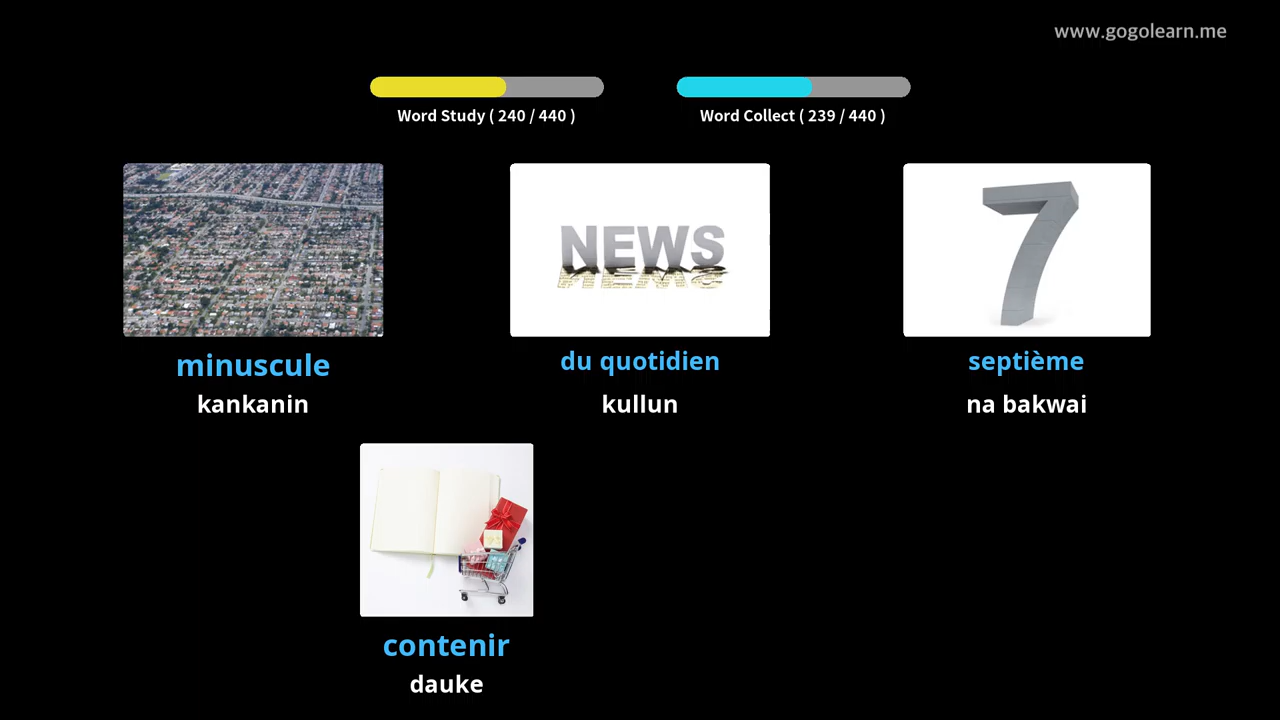 www.gogolearn.me
Word Study ( 240 / 440 )
Word Collect ( 239 / 440 )
NEWS
7
minuscule
kankanin
du quotidien
kullun
septième
na bakwai
contenir
dauke